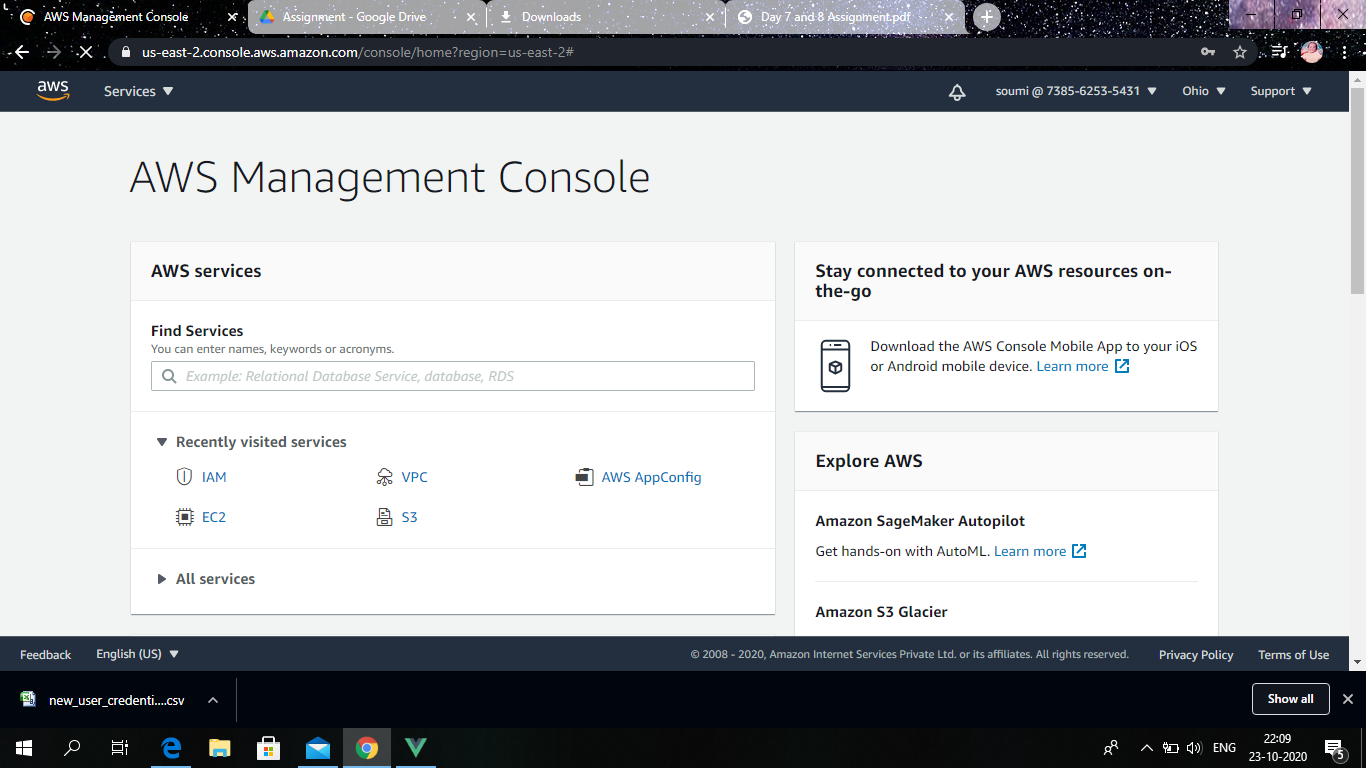 AWS Management Console
Assignment - Google Drive
Downloads
Day 7 and 8 Assignment.pdf
us-east-2.console.aws.amazon.com/console/home?region=us-east-2#
aws
Services
soumi @ 7385-6253-5431
Ohio
Support
AWS Management Console
AWS services
Find Services
You can enter names, keywords or acronyms.
Example: Relational Database Service, database, RDS
Recently visited services
IAM
VPC
AWS AppConfig
EC2
S3
All services
Stay connected to your AWS resources on-
the-go
Download the AWS Console Mobile App to your iOS
or Android mobile device. Learn more
Explore AWS
Amazon SageMaker Autopilot
Get hands-on with AutoML. Learn more
Amazon S3 Glacier
Feedback
English (US)
© 2008 - 2020, Amazon Internet Services Private Ltd. or its affiliates. All rights reserved.
Privacy Policy
Terms of Use
new_user_credenti....csv
Show all
ENG
22:09
23-10-2020
5